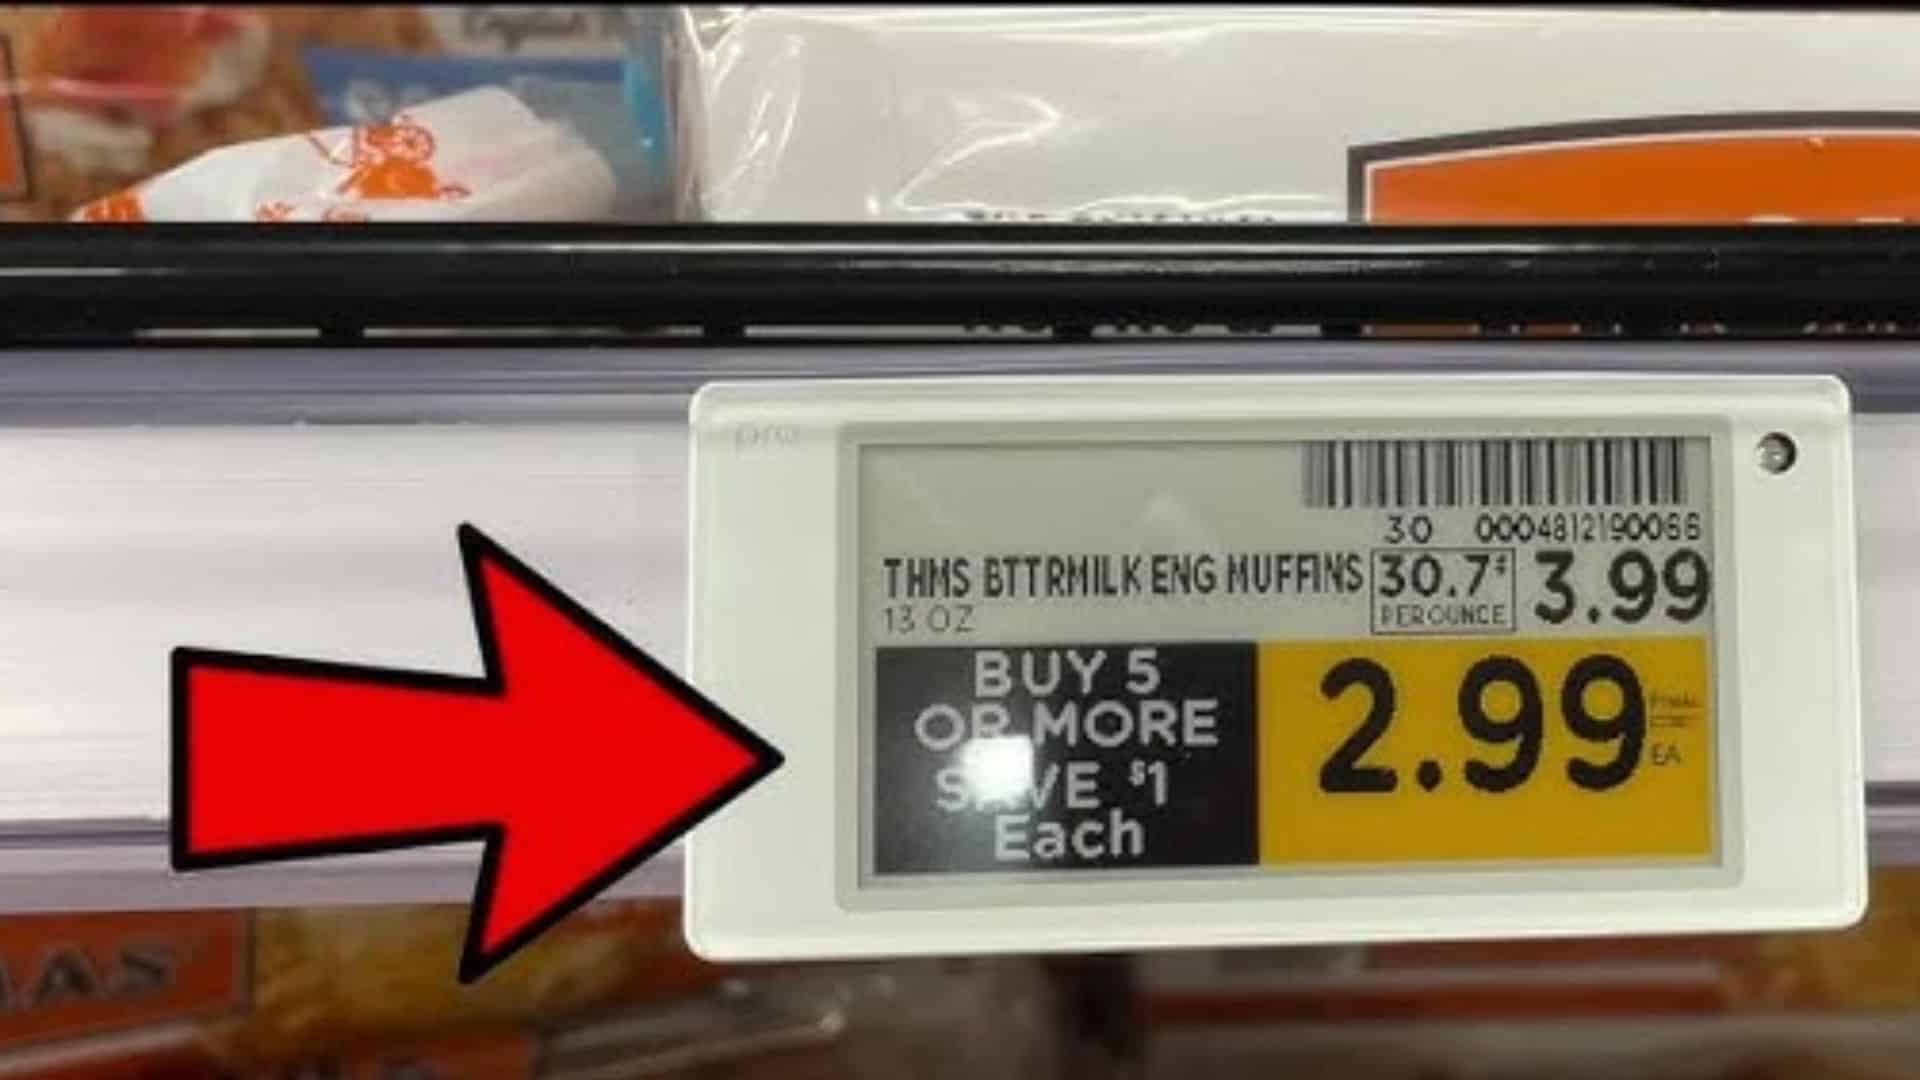 30 0004812190066
THMS BTTRMILK ENG MUFFINS 30.7¢ 3.99
13 OZ PER OUNCE
BUY 5
OR MORE
SAVE $1
Each
2.99
EA